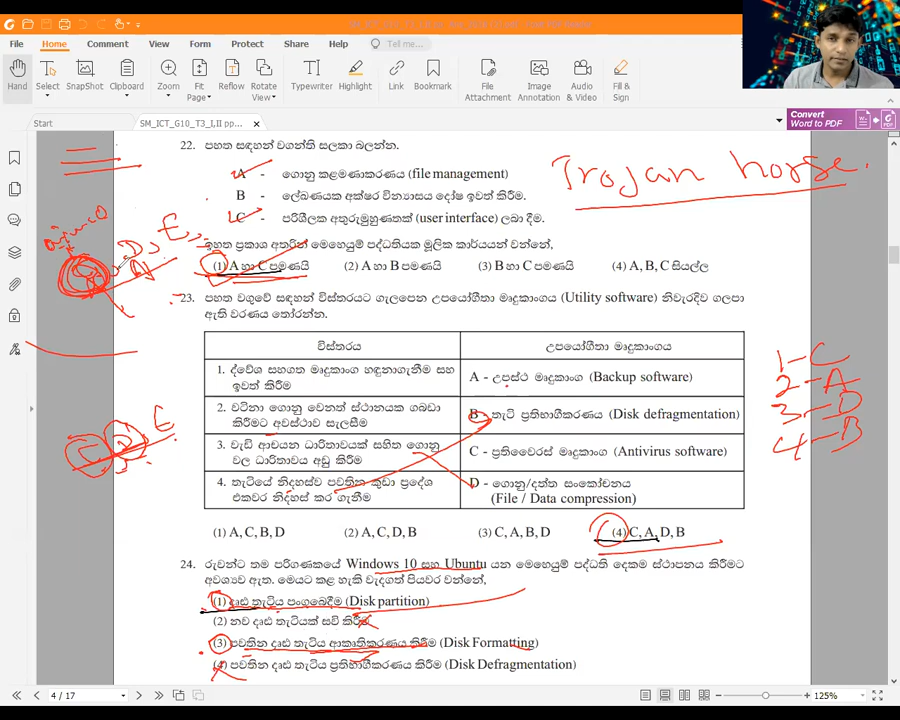 File Home Comment View Form Protect Share Help Tell me...
Hand Select SnapShot Clipboard Zoom Fit Page Reflow Rotate View Typewriter Highlight Link Bookmark File Attachment Image Annotation Audio & Video Fill & Sign
Start SM_ICT_G10_T3_I,II pp... Convert Word to PDF
22. පහත සඳහන් වගන්ති සලකා බලන්න.
A - ගොනු කළමණාකරණය (file management)
B - ලේඛණයක අක්ෂර වින්‍යාසය දෝෂ ඉවත් කිරීම.
C - පරිශීලක අතුරුමුහුණතක් (user interface) ලබා දීම.
Trojan horse.
ඉහත ප්‍රකාශ අතරින් මෙහෙයුම් පද්ධතියක මූලික කාර්යයන් වන්නේ,
(1) A හා C පමණයි (2) A හා B පමණයි (3) B හා C පමණයි (4) A, B, C සියල්ල
D, E,
A
23. පහත වගුවේ සඳහන් විස්තරයට ගැලපෙන උපයෝගීතා මෘදුකාංගය (Utility software) නිවැරදිව ගලපා
ඇති වරණය තෝරන්න.
විස්තරය උපයෝගීතා මෘදුකාංගය
1. ද්වේශ සහගත මෘදුකාංග හඳුනාගැනීම සහ
ඉවත් කිරීම
A - උපස්ථ මෘදුකාංග (Backup software)
2. වටිනා ගොනු වෙනත් ස්ථානයක ගබඩා
කිරීමට අවස්ථාව සැලසීම
B - තැටි ප්‍රතිභාගීකරණය (Disk defragmentation)
3. වැඩි ආචයන ධාරිතාවයක් සහිත ගොනු
වල ධාරිතාවය අඩු කිරීම
C - ප්‍රතිවෛරස් මෘදුකාංග (Antivirus software)
4. තැටියේ නිදහස්ව පවතින කුඩා ප්‍රදේශ
එකවර නිදහස් කර ගැනීම
D - ගොනු/දත්ත සංකෝචනය
(File / Data compression)
1 - C
2 - A
3 - D
4 - B
C D E
(1) A, C, B, D (2) A, C, D, B (3) C, A, B, D (4) C, A, D, B
24. රුවන්ට තම පරිගණකයේ Windows 10 සහ Ubuntu යන මෙහෙයුම් පද්ධති දෙකම ස්ථාපනය කිරීමට
අවශ්‍යව ඇත. මෙයට කළ හැකි වැදගත් පියවර වන්නේ,
(1) දෘඪ තැටිය පංගබෙදීම (Disk partition)
(2) නව දෘඪ තැටියක් සවි කිරීම
(3) පවතින දෘඪ තැටිය ආකෘතිකරණය කිරීම (Disk Formatting)
(4) පවතින දෘඪ තැටිය ප්‍රතිභාගීකරණය කිරීම (Disk Defragmentation)
4 / 17 125%